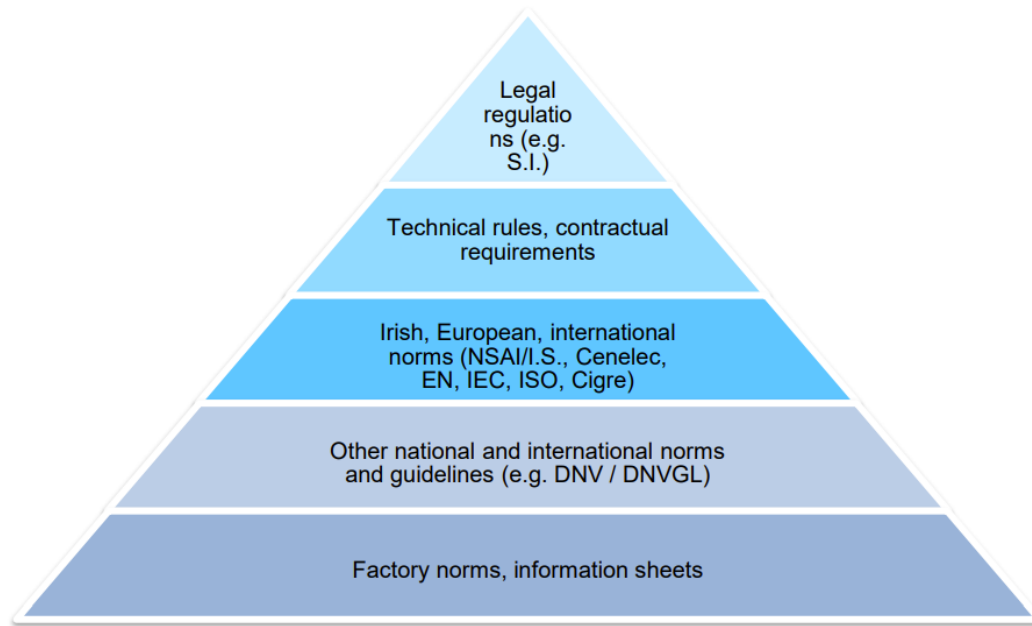 Legal
regulatio
ns (e.g.
S.I.)
Technical rules, contractual
requirements
Irish, European, international
norms (NSAI/I.S., Cenelec,
EN, IEC, ISO, Cigre)
Other national and international norms
and guidelines (e.g. DNV / DNVGL)
Factory norms, information sheets